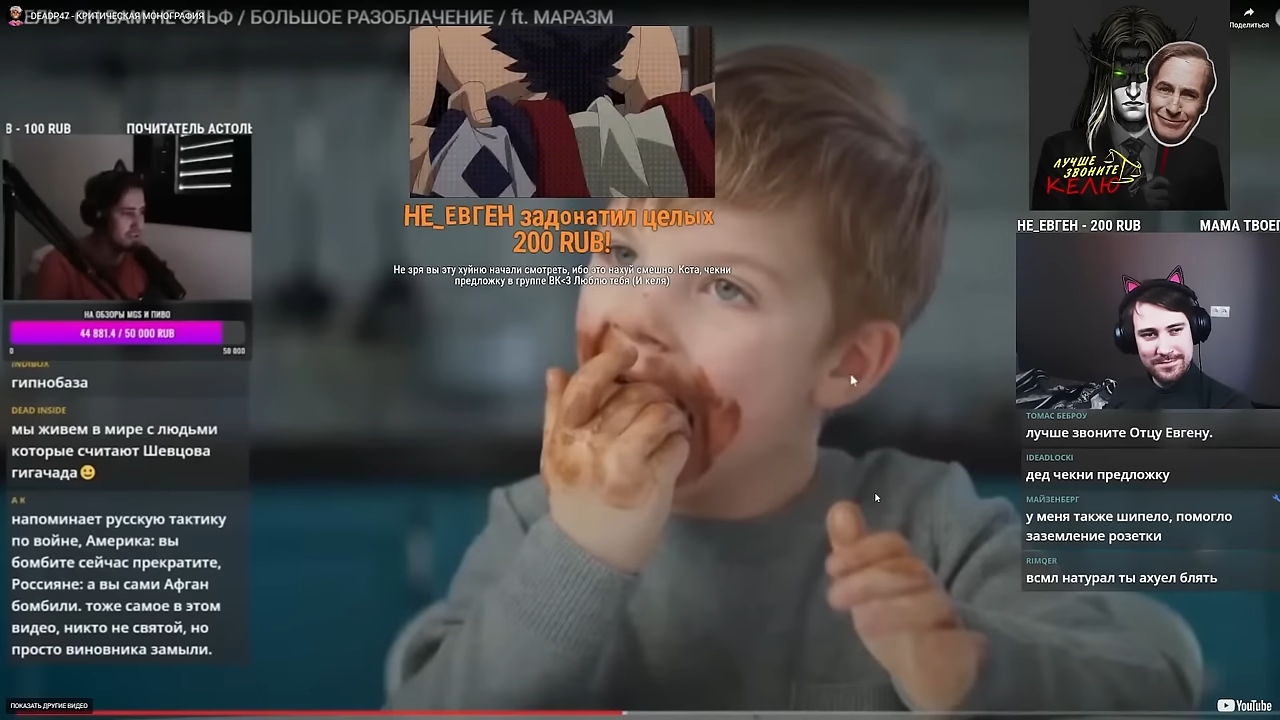 DEADP47 - КРИТИЧЕСКАЯ МОНОГРАФИЯ
/ БОЛЬШОЕ РАЗОБЛАЧЕНИЕ / ft. МАРАЗМ
Поделиться
В - 100 RUB
ПОЧИТАТЕЛЬ АСТОЛЬ
НА ОБЗОРЫ MGS И ПИВО
44 881.4 / 50 000 RUB
0
50 000
INDIBOX
гипнобаза
DEAD INSIDE
мы живем в мире с людьми
которые считают Шевцова
гигачада😀
A K
напоминает русскую тактику
по войне, Америка: вы
бомбите сейчас прекратите,
Россияне: а вы сами Афган
бомбили. тоже самое в этом
видео, никто не святой, но
просто виновника замыли.
ПОКАЗАТЬ ДРУГИЕ ВИДЕО
НЕ_ЕВГЕН задонатил целых
200 RUB!
Не зря вы эту хуйню начали смотреть, ибо это нахуй смешно. Кста, чекни
предложку в группе ВК<3 Люблю тебя (И келя)
ЛУЧШЕ
ЗВОНИТЕ
КЕЛЮ
НЕ_ЕВГЕН - 200 RUB
МАМА ТВОЕГ
ТОМАС БЕБРОУ
лучше звоните Отцу Евгену.
IDEADLOCKI
дед чекни предложку
МАЙЗЕНБЕРГ
у меня также шипело, помогло
заземление розетки
RIMQER
всмл натурал ты ахуел блять
YouTube